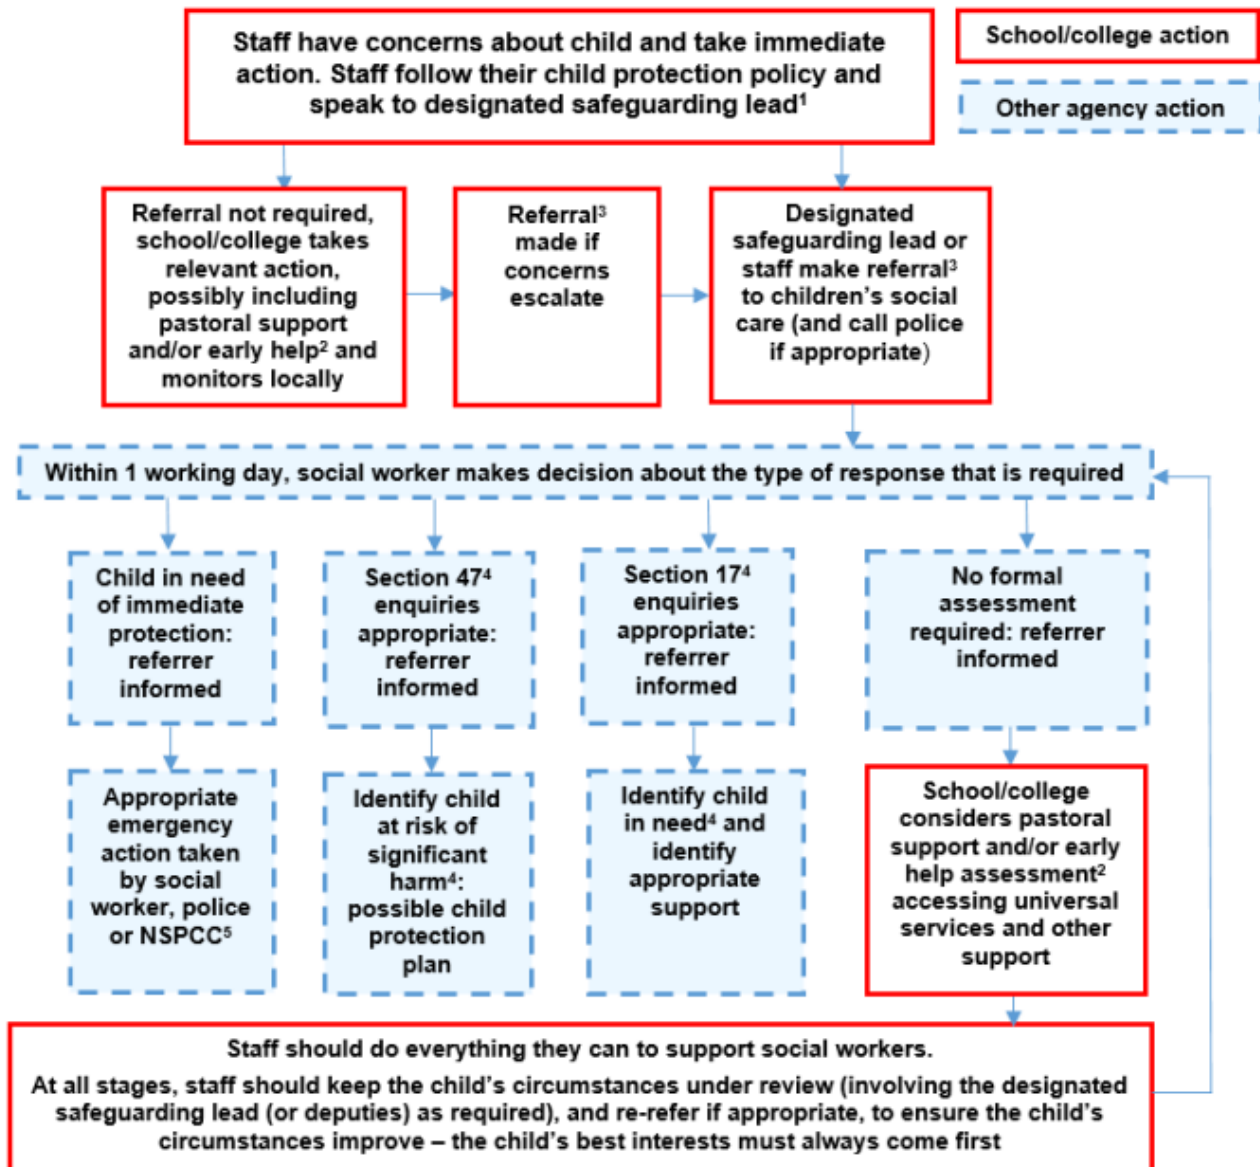 Staff have concerns about child and take immediate
action. Staff follow their child protection policy and
speak to designated safeguarding lead¹
School/college action
Other agency action
Referral not required,
school/college takes
relevant action,
possibly including
pastoral support
and/or early help² and
monitors locally
Referral³
made if
concerns
escalate
Designated
safeguarding lead or
staff make referral³
to children's social
care (and call police
if appropriate)
Within 1 working day, social worker makes decision about the type of response that is required
Child in need
of immediate
protection:
referrer
informed
Section 47⁴
enquiries
appropriate:
referrer
informed
Section 17⁴
enquiries
appropriate:
referrer
informed
No formal
assessment
required: referrer
informed
Appropriate
emergency
action taken
by social
worker, police
or NSPCC⁵
Identify child
at risk of
significant
harm⁴:
possible child
protection
plan
Identify child
in need⁴ and
identify
appropriate
support
School/college
considers pastoral
support and/or early
help assessment²
accessing universal
services and other
support
Staff should do everything they can to support social workers.
At all stages, staff should keep the child's circumstances under review (involving the designated
safeguarding lead (or deputies) as required), and re-refer if appropriate, to ensure the child's
circumstances improve – the child's best interests must always come first